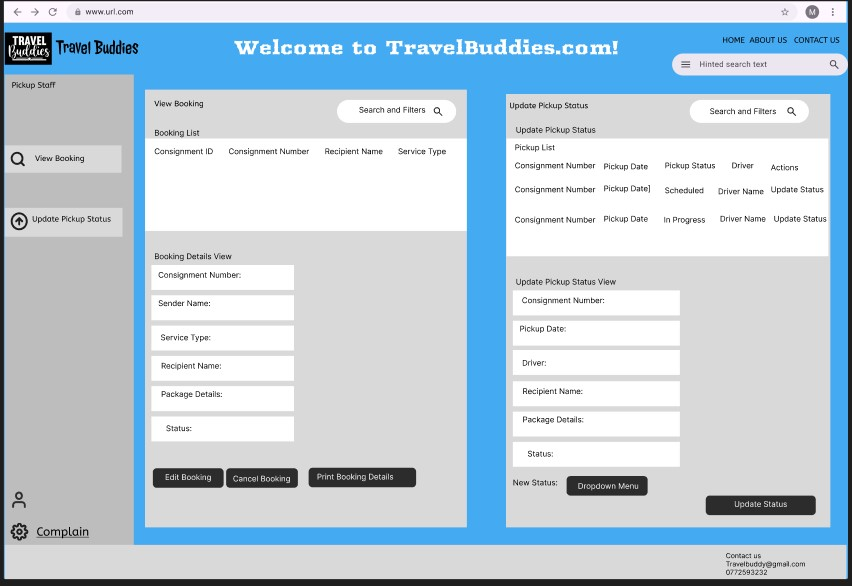 www.url.com
M
TRAVEL
Buddies
Travel Buddies
Welcome to TravelBuddies.com!
HOME ABOUT US CONTACT US
Hinted search text
Pickup Staff
View Booking
Update Pickup Status
Complain
View Booking
Search and Filters
Booking List
Consignment ID Consignment Number Recipient Name Service Type
Booking Details View
Consignment Number:
Sender Name:
Service Type:
Recipient Name:
Package Details:
Status:
Edit Booking Cancel Booking Print Booking Details
Update Pickup Status
Search and Filters
Update Pickup Status
Pickup List
Consignment Number Pickup Date Pickup Status Driver Actions
Consignment Number Pickup Date] Scheduled Driver Name Update Status
Consignment Number Pickup Date In Progress Driver Name Update Status
Update Pickup Status View
Consignment Number:
Pickup Date:
Driver:
Recipient Name:
Package Details:
Status:
New Status: Dropdown Menu
Update Status
Contact us
Travelbuddy@gmail.com
0772593232